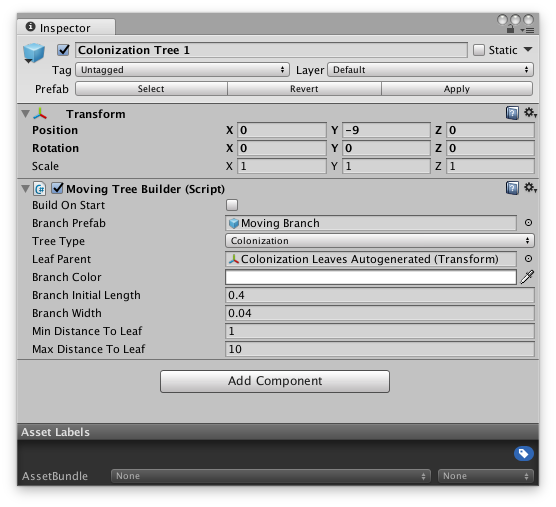 Inspector
Colonization Tree 1 Static
Tag Untagged Layer Default
Prefab Select Revert Apply
Transform
Position X 0 Y -9 Z 0
Rotation X 0 Y 0 Z 0
Scale X 1 Y 1 Z 1
C# Moving Tree Builder (Script)
Build On Start
Branch Prefab Moving Branch
Tree Type Colonization
Leaf Parent Colonization Leaves Autogenerated (Transform)
Branch Color
Branch Initial Length 0.4
Branch Width 0.04
Min Distance To Leaf 1
Max Distance To Leaf 10
Add Component
Asset Labels
AssetBundle None None